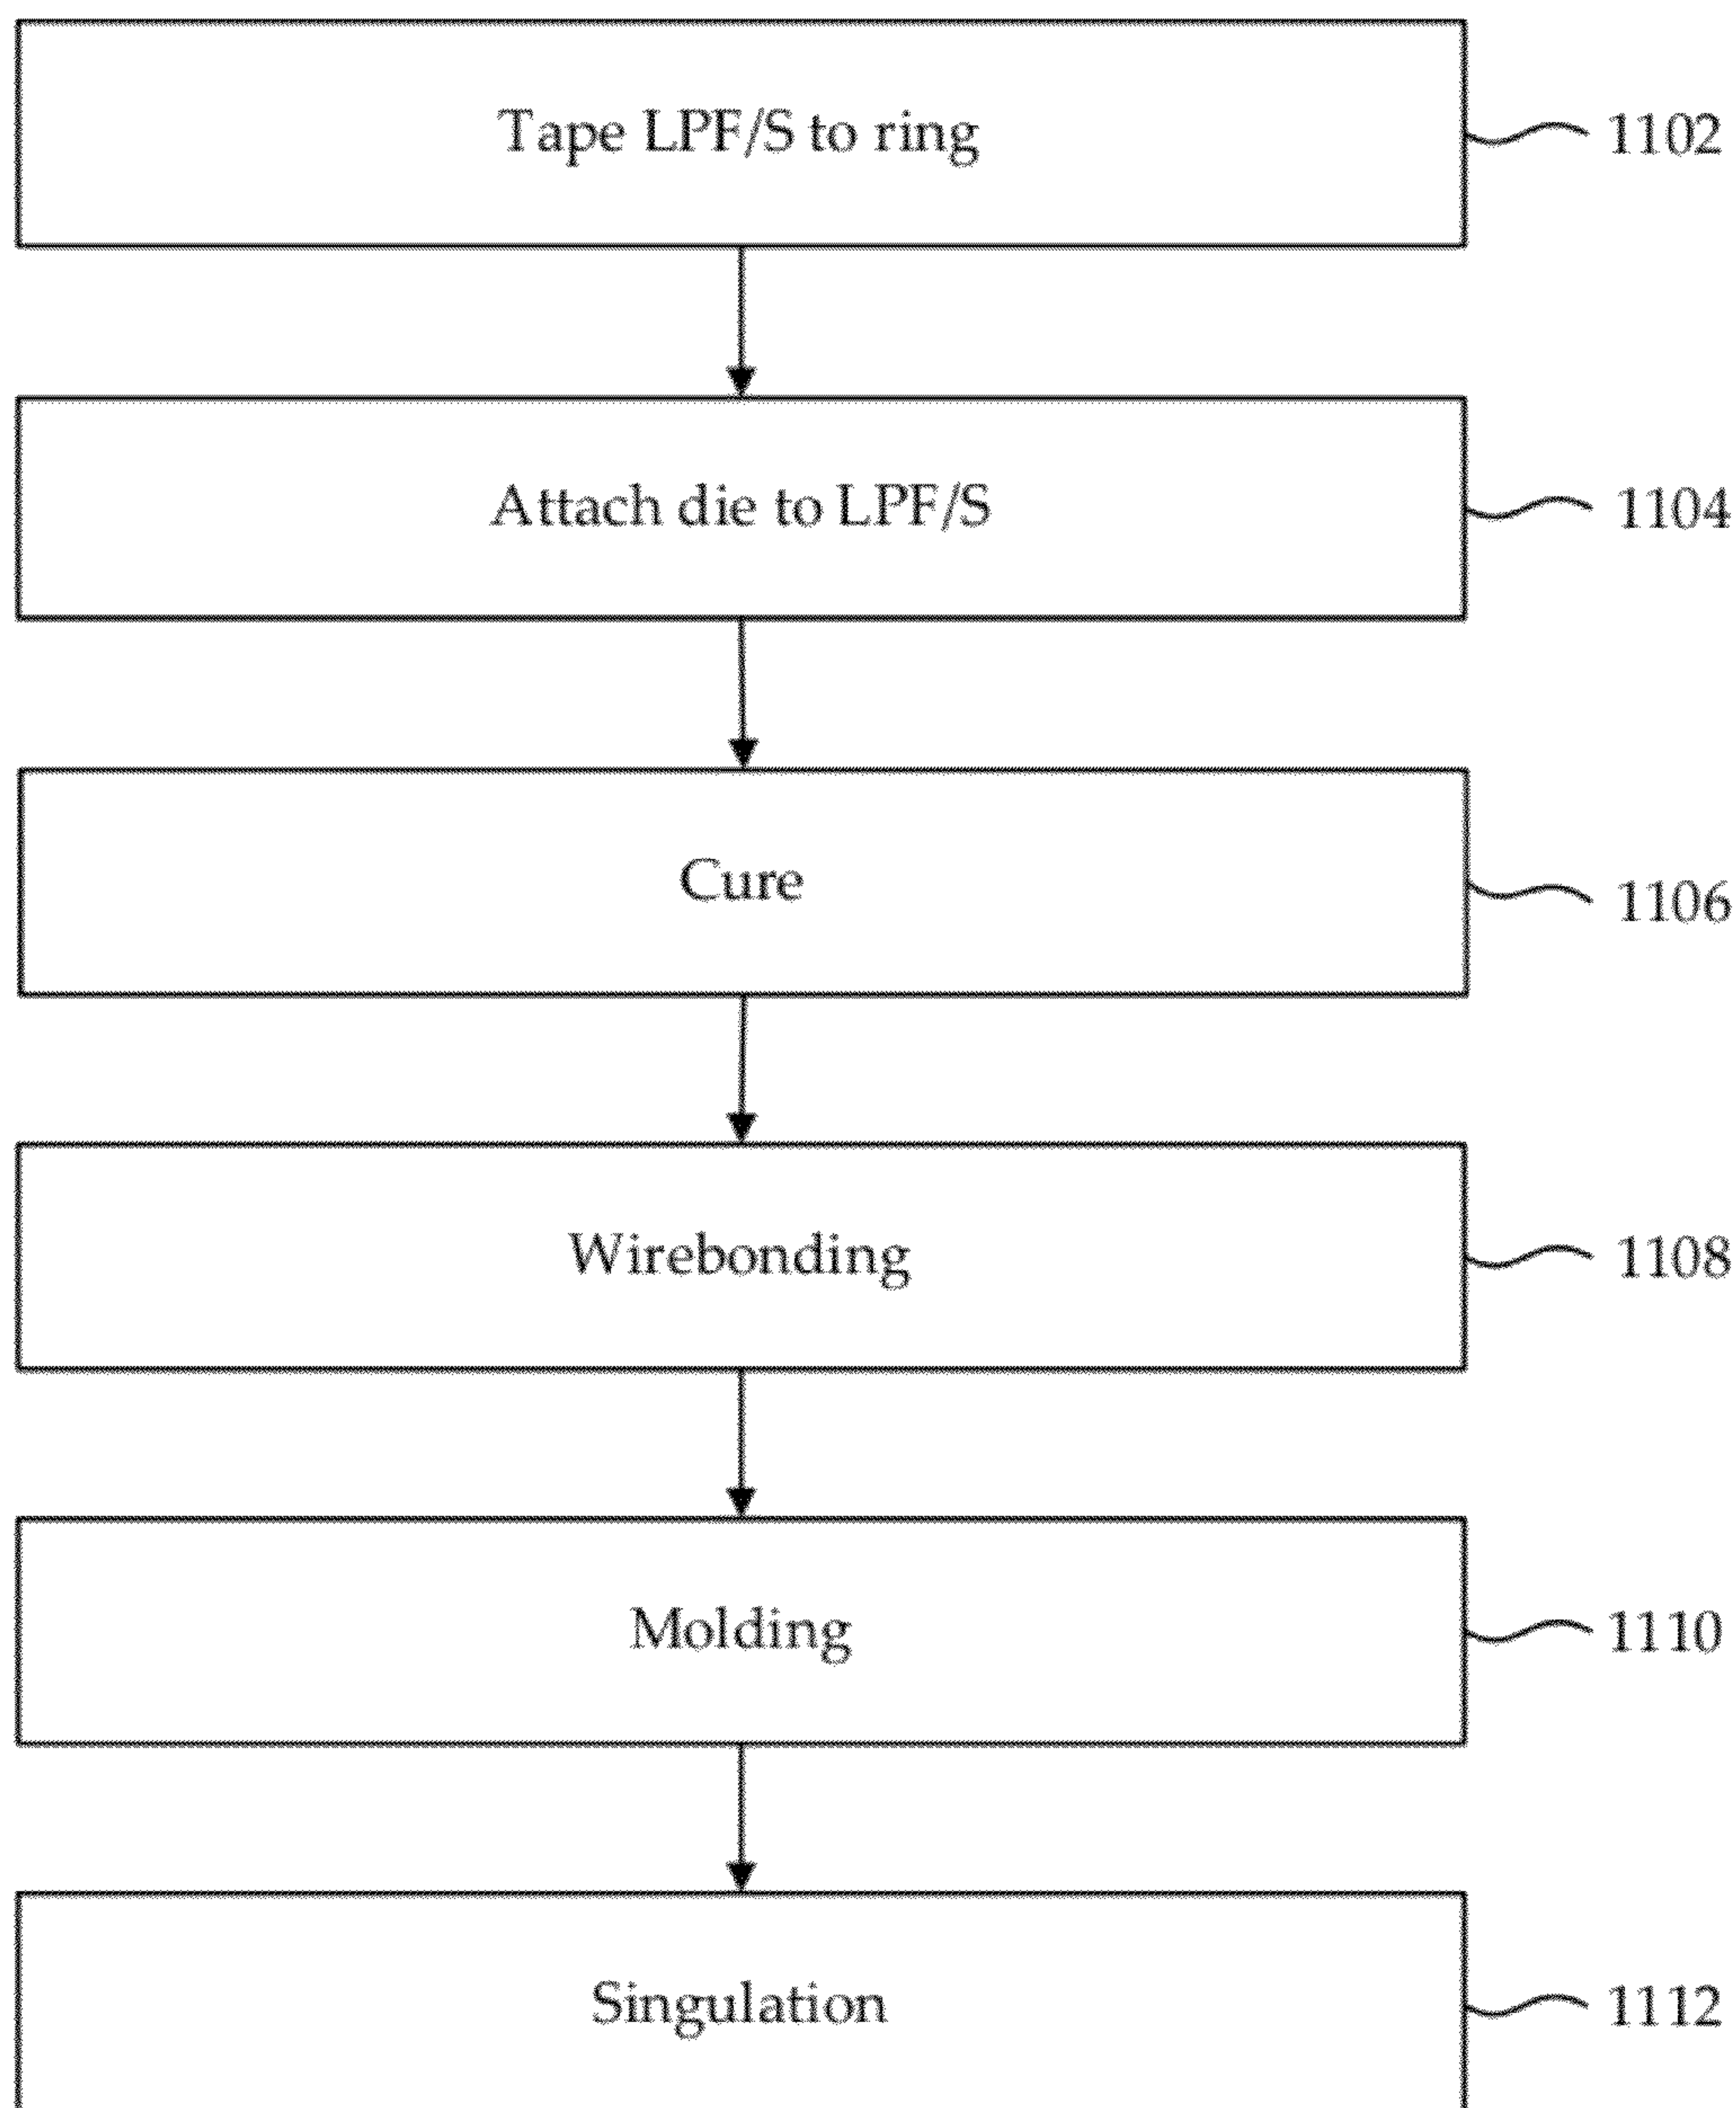 Tape LPF/S to ring
1102
Attach die to LPF/S
1104
Cure
1106
Wirebonding
1108
Molding
1110
Singulation
1112